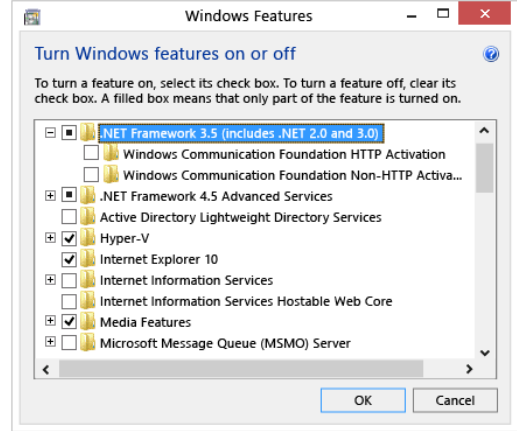 Windows Features
Turn Windows features on or off
To turn a feature on, select its check box. To turn a feature off, clear its
check box. A filled box means that only part of the feature is turned on.
.NET Framework 3.5 (includes .NET 2.0 and 3.0)
Windows Communication Foundation HTTP Activation
Windows Communication Foundation Non-HTTP Activa...
.NET Framework 4.5 Advanced Services
Active Directory Lightweight Directory Services
Hyper-V
Internet Explorer 10
Internet Information Services
Internet Information Services Hostable Web Core
Media Features
Microsoft Message Queue (MSMO) Server
OK
Cancel